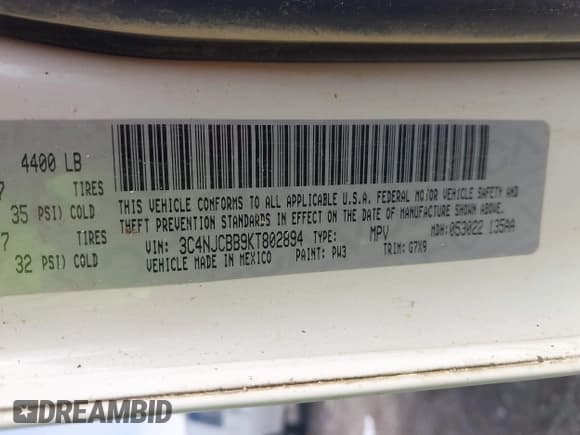 4400 LB
7 TIRES
35 PSI) COLD
7 TIRES
32 PSI) COLD
THIS VEHICLE CONFORMS TO ALL APPLICABLE U.S.A. FEDERAL MOTOR VEHICLE SAFETY AND
THEFT PREVENTION STANDARDS IN EFFECT ON THE DATE OF MANUFACTURE SHOWN ABOVE.
VIN: 3C4NJCBB9KT802894 TYPE: MPV MDH: 053022 135AA
VEHICLE MADE IN MEXICO PAINT: PW3 TRIM: G7X9
DREAMBID